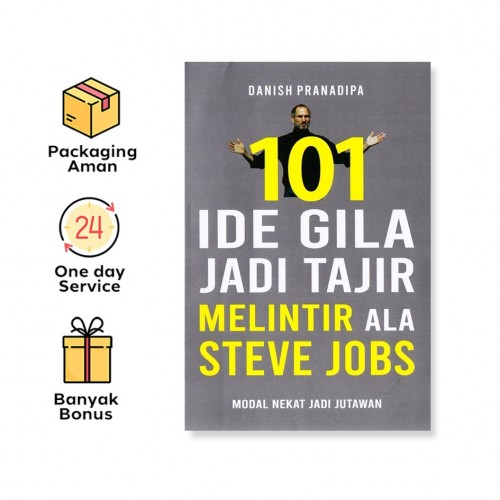 Packaging
Aman
24
One day
Service
Banyak
Bonus
DANISH PRANADIPA
101
IDE GILA
JADI TAJIR
MELINTIR ALA
STEVE JOBS
MODAL NEKAT JADI JUTAWAN